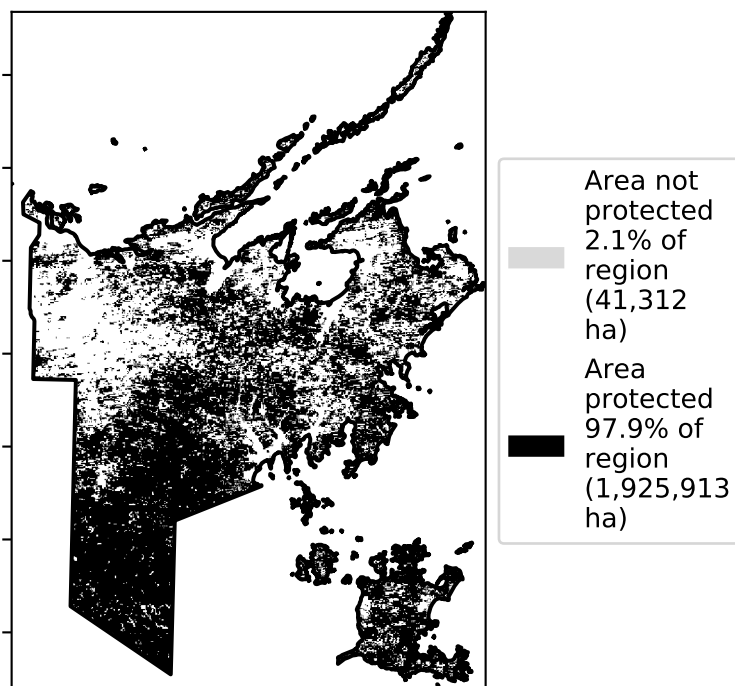 Area not
protected
2.1% of
region
(41,312
ha)
Area
protected
97.9% of
region
(1,925,913
ha)